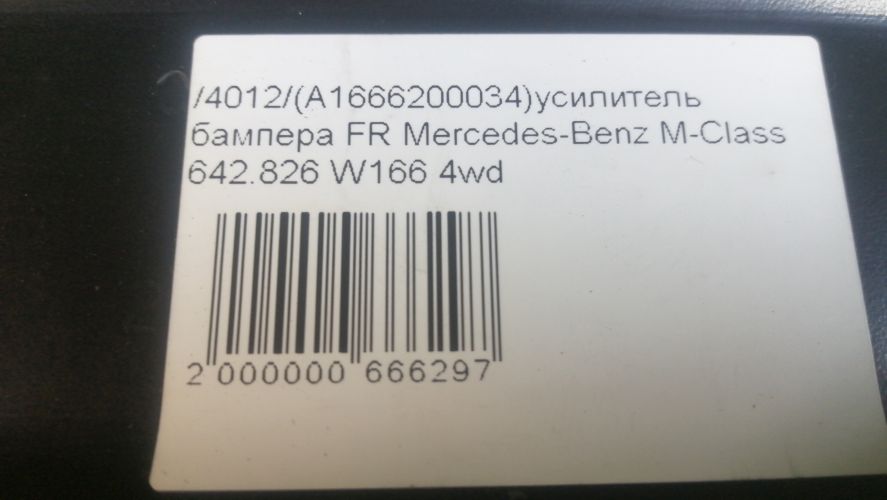 /4012/(A1666200034)усилитель
бампера FR Mercedes-Benz M-Class
642.826 W166 4wd
2 000000 666297